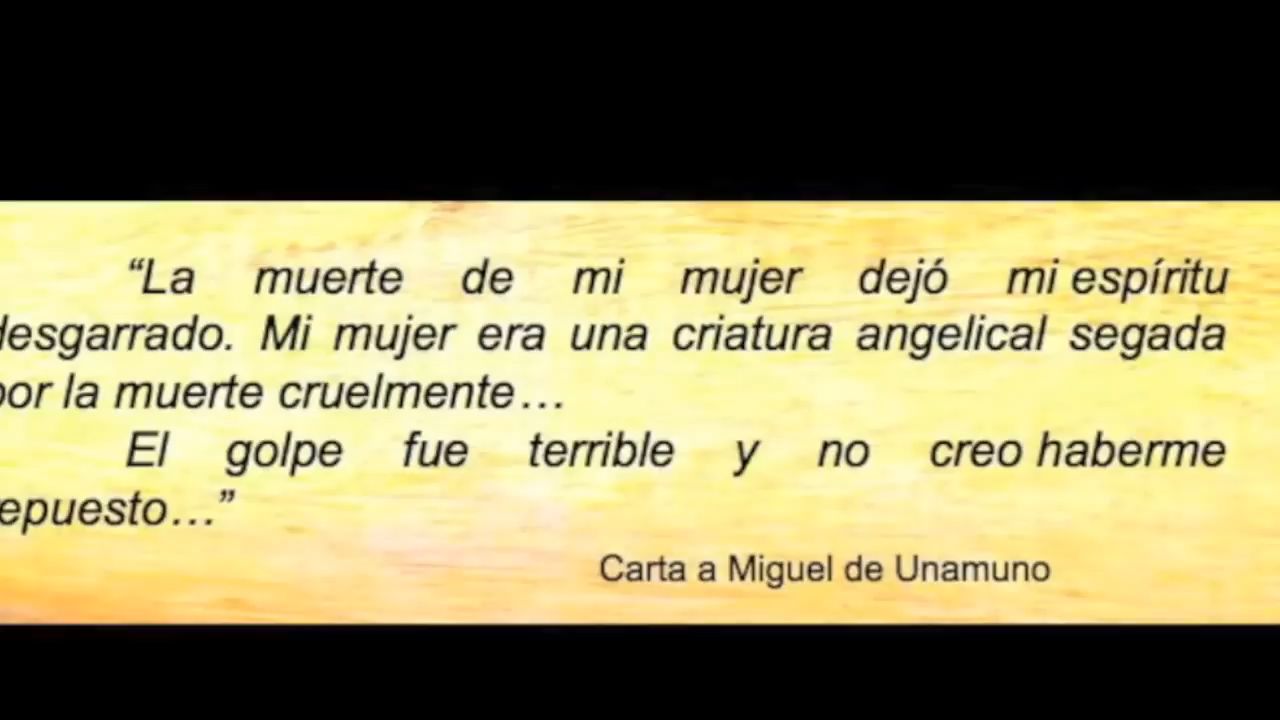 “La muerte de mi mujer dejó mi espíritu
desgarrado. Mi mujer era una criatura angelical segada
por la muerte cruelmente…
El golpe fue terrible y no creo haberme
repuesto…”
Carta a Miguel de Unamuno